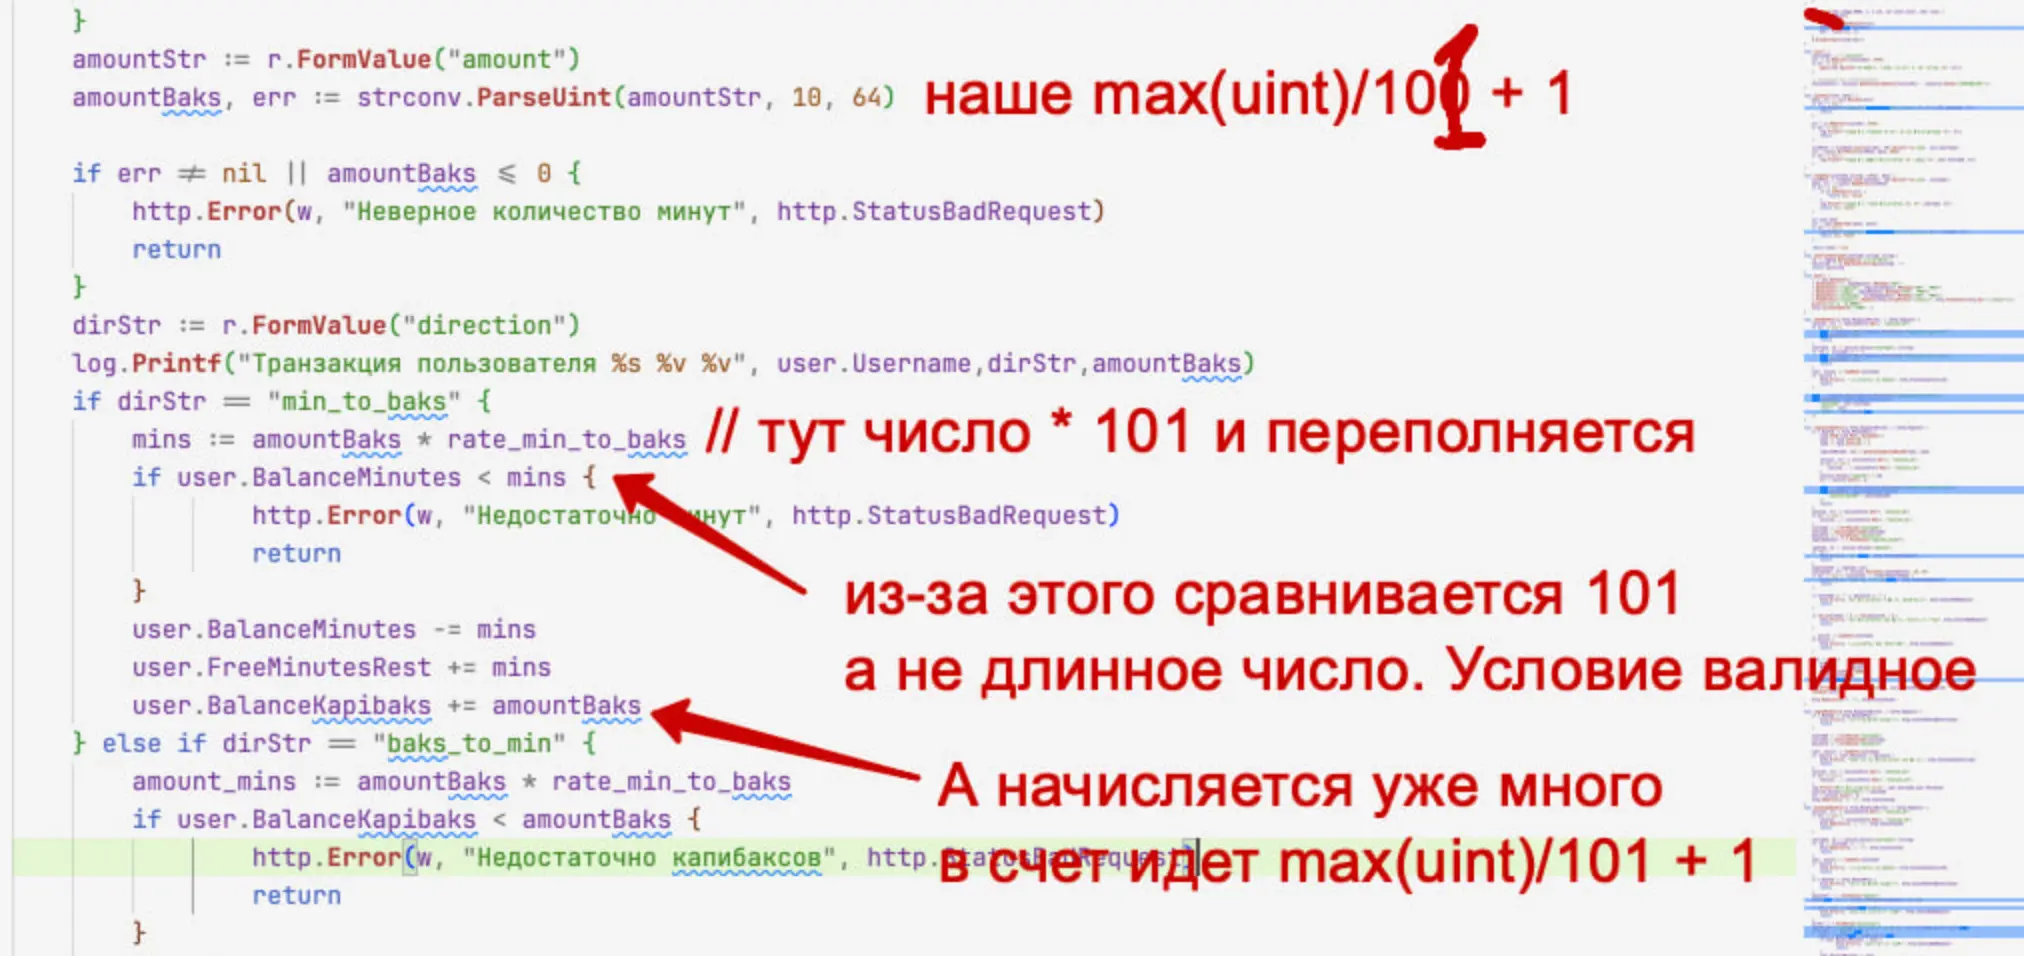 }
amountStr := r.FormValue("amount")
amountBaks, err := strconv.ParseUint(amountStr, 10, 64) наше max(uint)/101 + 1
if err ≠ nil || amountBaks ⩽ 0 {
http.Error(w, "Неверное количество минут", http.StatusBadRequest)
return
}
dirStr := r.FormValue("direction")
log.Printf("Транзакция пользователя %s %v %v", user.Username,dirStr,amountBaks)
if dirStr == "min_to_baks" {
mins := amountBaks * rate_min_to_baks // тут число * 101 и переполняется
if user.BalanceMinutes < mins {
http.Error(w, "Недостаточно минут", http.StatusBadRequest)
return
}
из-за этого сравнивается 101
а не длинное число. Условие валидное
user.BalanceMinutes -= mins
user.FreeMinutesRest += mins
user.BalanceKapibaks += amountBaks
} else if dirStr == "baks_to_min" {
amount_mins := amountBaks * rate_min_to_baks
if user.BalanceKapibaks < amountBaks {
А начисляется уже много
в счет идет max(uint)/101 + 1
http.Error(w, "Недостаточно капибаксов", http.StatusBadRequest)
return
}